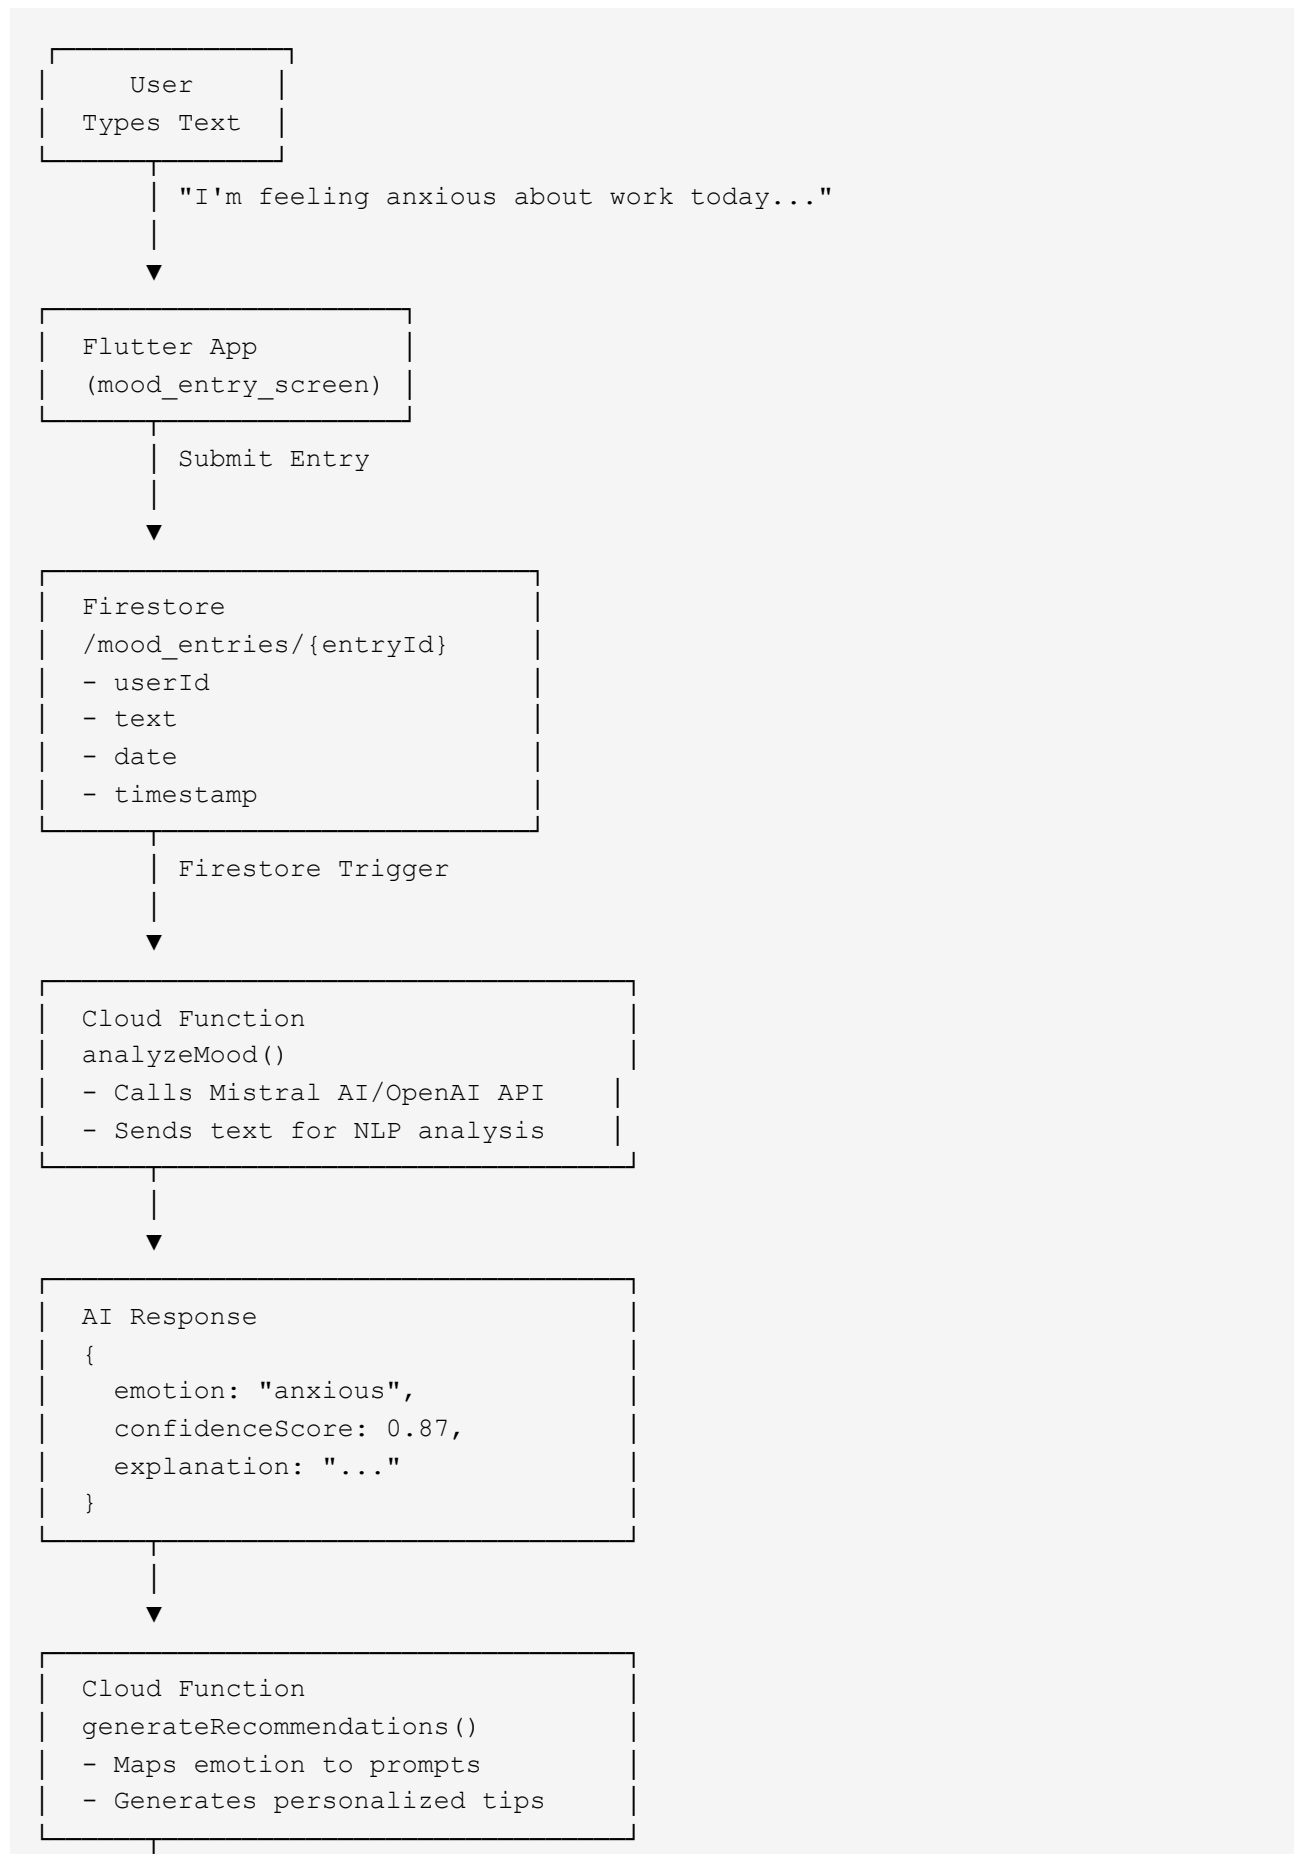 User
Types Text
"I'm feeling anxious about work today..."
▼
Flutter App
(mood_entry_screen)
Submit Entry
▼
Firestore
/mood_entries/{entryId}
- userId
- text
- date
- timestamp
Firestore Trigger
▼
Cloud Function
analyzeMood()
- Calls Mistral AI/OpenAI API
- Sends text for NLP analysis
▼
AI Response
{
emotion: "anxious",
confidenceScore: 0.87,
explanation: "..."
}
▼
Cloud Function
generateRecommendations()
- Maps emotion to prompts
- Generates personalized tips